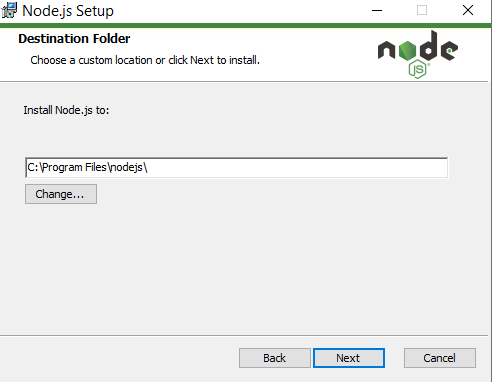 Node.js Setup
Destination Folder
Choose a custom location or click Next to install.
node
JS
Install Node.js to:
C:\Program Files\nodejs\
Change...
Back
Next
Cancel